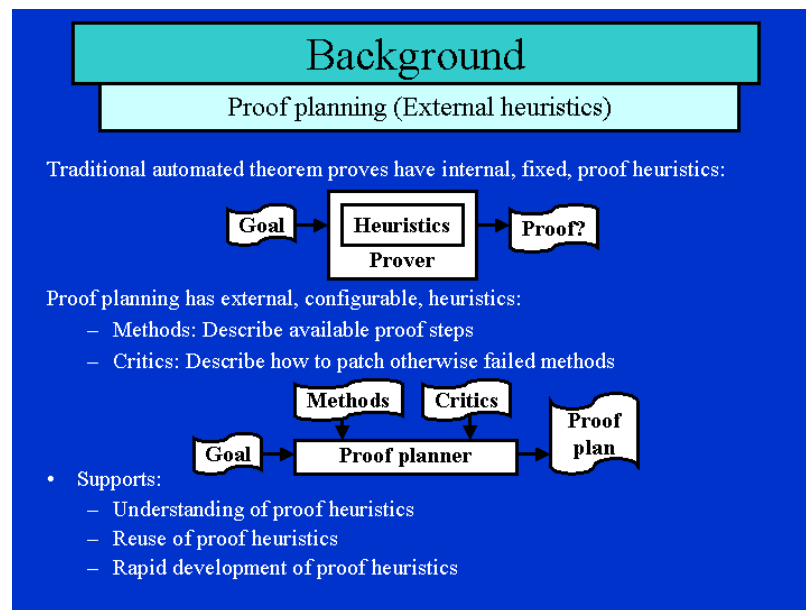 Background
Proof planning (External heuristics)
Traditional automated theorem proves have internal, fixed, proof heuristics:
Goal
Heuristics
Prover
Proof?
Proof planning has external, configurable, heuristics:
– Methods: Describe available proof steps
– Critics: Describe how to patch otherwise failed methods
Methods
Critics
Goal
Proof planner
Proof
plan
• Supports:
– Understanding of proof heuristics
– Reuse of proof heuristics
– Rapid development of proof heuristics